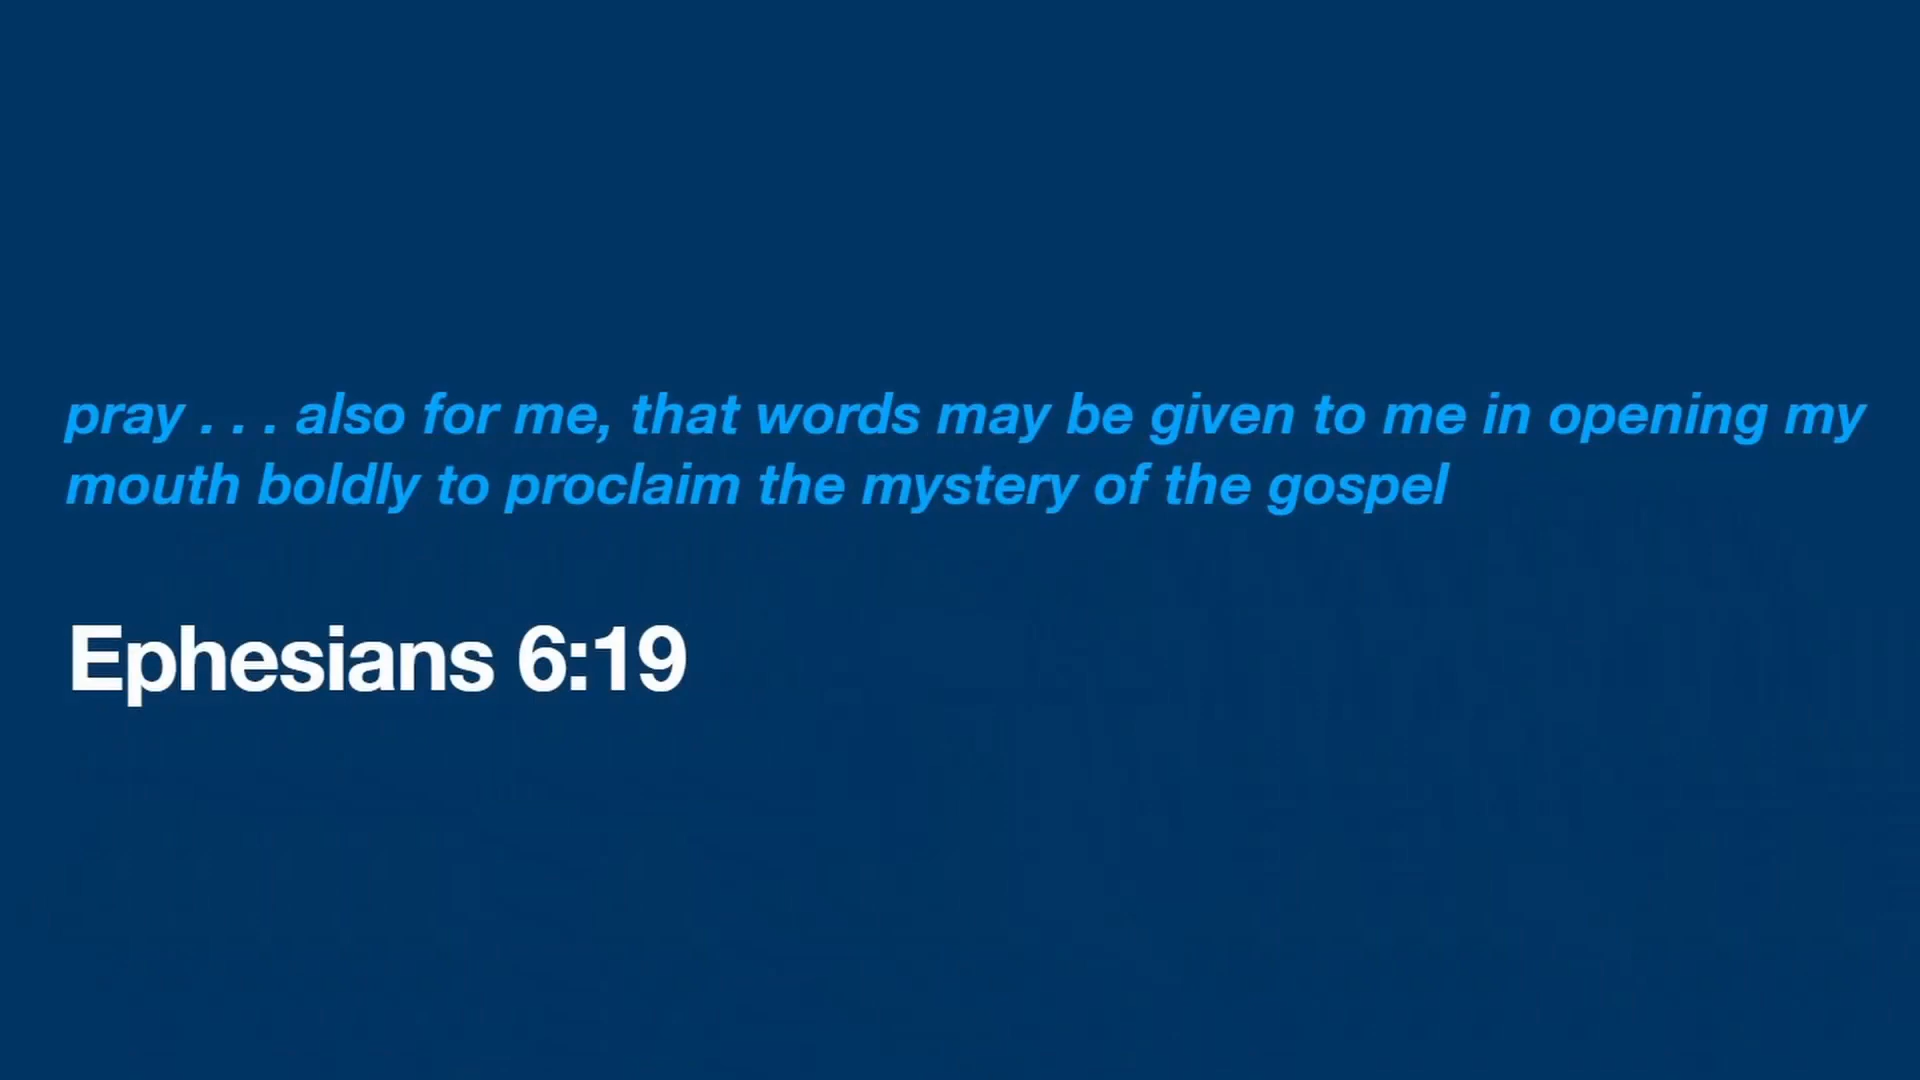 pray . . . also for me, that words may be given to me in opening my
mouth boldly to proclaim the mystery of the gospel
Ephesians 6:19